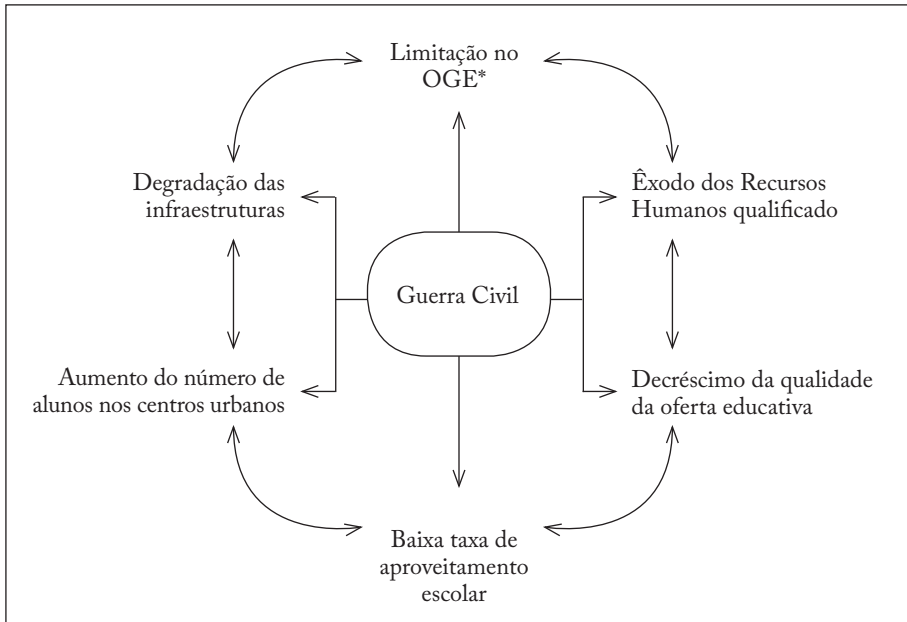 Limitação no
OGE*
Degradação das
infraestruturas
Êxodo dos Recursos
Humanos qualificado
Guerra Civil
Aumento do número de
alunos nos centros urbanos
Decréscimo da qualidade
da oferta educativa
Baixa taxa de
aproveitamento
escolar